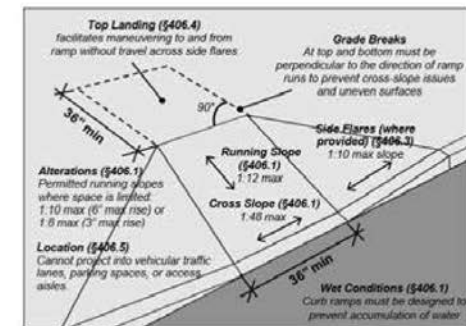 Top Landing (§406.4)
facilitates maneuvering to and from
ramp without travel across side flares
Grade Breaks
At top and bottom must be
perpendicular to the direction of ramp
runs to prevent cross-slope issues
and uneven surfaces
90°
36" min
Side Flares (where
provided) (§406.3)
1:10 max slope
Running Slope
(§406.1)
1:12 max
Alterations (§406.1)
Permitted running slopes
where space is limited:
1:10 max (6" max rise) or
1:8 max (3" max rise)
Cross Slope (§406.1)
1:48 max
Location (§406.5)
Cannot project into vehicular traffic
lanes, parking spaces, or access
aisles.
36" min
Wet Conditions (§406.1)
Curb ramps must be designed to
prevent accumulation of water